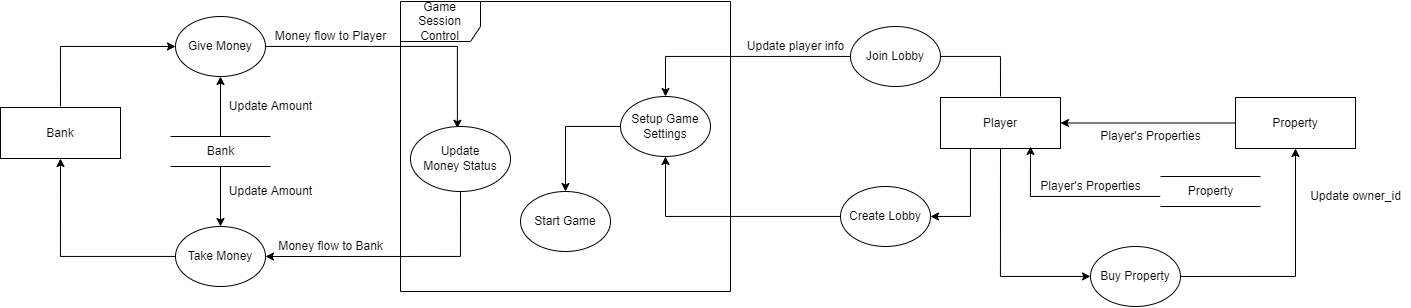 Game
Session
Control
Give Money
Money flow to Player
Update player info
Join Lobby
Update Amount
Bank
Setup Game
Settings
Player
Property
Player's Properties
Bank
Update
Money Status
Update Amount
Player's Properties
Property
Update owner_id
Start Game
Create Lobby
Take Money
Money flow to Bank
Buy Property